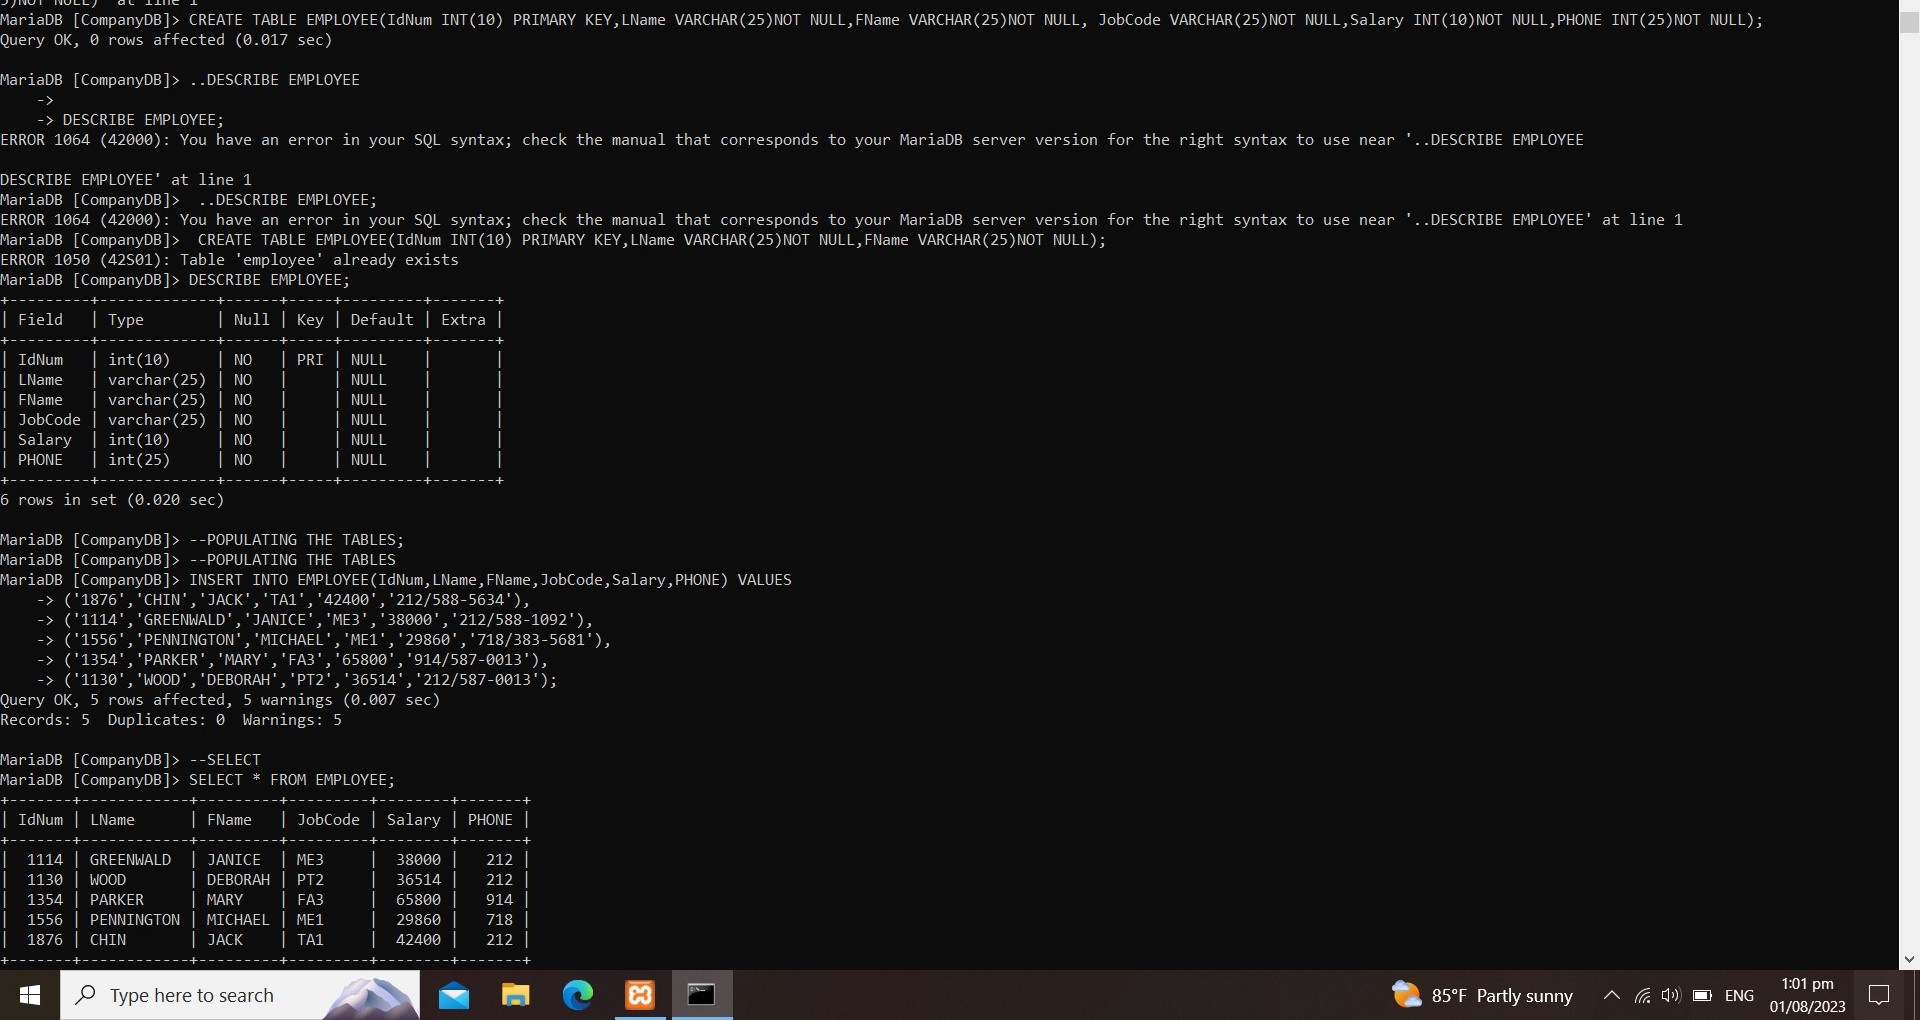 5)NOT NULL)' at line 1
MariaDB [CompanyDB]> CREATE TABLE EMPLOYEE(IdNum INT(10) PRIMARY KEY,LName VARCHAR(25)NOT NULL,FName VARCHAR(25)NOT NULL, JobCode VARCHAR(25)NOT NULL,Salary INT(10)NOT NULL,PHONE INT(25)NOT NULL);
Query OK, 0 rows affected (0.017 sec)

MariaDB [CompanyDB]> ..DESCRIBE EMPLOYEE
    ->
    -> DESCRIBE EMPLOYEE;
ERROR 1064 (42000): You have an error in your SQL syntax; check the manual that corresponds to your MariaDB server version for the right syntax to use near '..DESCRIBE EMPLOYEE

DESCRIBE EMPLOYEE' at line 1
MariaDB [CompanyDB]>  ..DESCRIBE EMPLOYEE;
ERROR 1064 (42000): You have an error in your SQL syntax; check the manual that corresponds to your MariaDB server version for the right syntax to use near '..DESCRIBE EMPLOYEE' at line 1
MariaDB [CompanyDB]>  CREATE TABLE EMPLOYEE(IdNum INT(10) PRIMARY KEY,LName VARCHAR(25)NOT NULL,FName VARCHAR(25)NOT NULL);
ERROR 1050 (42S01): Table 'employee' already exists
MariaDB [CompanyDB]> DESCRIBE EMPLOYEE;
+---------+-------------+------+-----+---------+-------+
| Field   | Type        | Null | Key | Default | Extra |
+---------+-------------+------+-----+---------+-------+
| IdNum   | int(10)     | NO   | PRI | NULL    |       |
| LName   | varchar(25) | NO   |     | NULL    |       |
| FName   | varchar(25) | NO   |     | NULL    |       |
| JobCode | varchar(25) | NO   |     | NULL    |       |
| Salary  | int(10)     | NO   |     | NULL    |       |
| PHONE   | int(25)     | NO   |     | NULL    |       |
+---------+-------------+------+-----+---------+-------+
6 rows in set (0.020 sec)

MariaDB [CompanyDB]> --POPULATING THE TABLES;
MariaDB [CompanyDB]> --POPULATING THE TABLES
MariaDB [CompanyDB]> INSERT INTO EMPLOYEE(IdNum,LName,FName,JobCode,Salary,PHONE) VALUES
    -> ('1876','CHIN','JACK','TA1','42400','212/588-5634'),
    -> ('1114','GREENWALD','JANICE','ME3','38000','212/588-1092'),
    -> ('1556','PENNINGTON','MICHAEL','ME1','29860','718/383-5681'),
    -> ('1354','PARKER','MARY','FA3','65800','914/587-0013'),
    -> ('1130','WOOD','DEBORAH','PT2','36514','212/587-0013');
Query OK, 5 rows affected, 5 warnings (0.007 sec)
Records: 5  Duplicates: 0  Warnings: 5

MariaDB [CompanyDB]> --SELECT
MariaDB [CompanyDB]> SELECT * FROM EMPLOYEE;
+-------+------------+---------+---------+--------+-------+
| IdNum | LName      | FName   | JobCode | Salary | PHONE |
+-------+------------+---------+---------+--------+-------+
|  1114 | GREENWALD  | JANICE  | ME3     |  38000 |   212 |
|  1130 | WOOD       | DEBORAH | PT2     |  36514 |   212 |
|  1354 | PARKER     | MARY    | FA3     |  65800 |   914 |
|  1556 | PENNINGTON | MICHAEL | ME1     |  29860 |   718 |
|  1876 | CHIN       | JACK    | TA1     |  42400 |   212 |
+-------+------------+---------+---------+--------+-------+
Type here to search
85°F Partly sunny
ENG
1:01 pm
01/08/2023